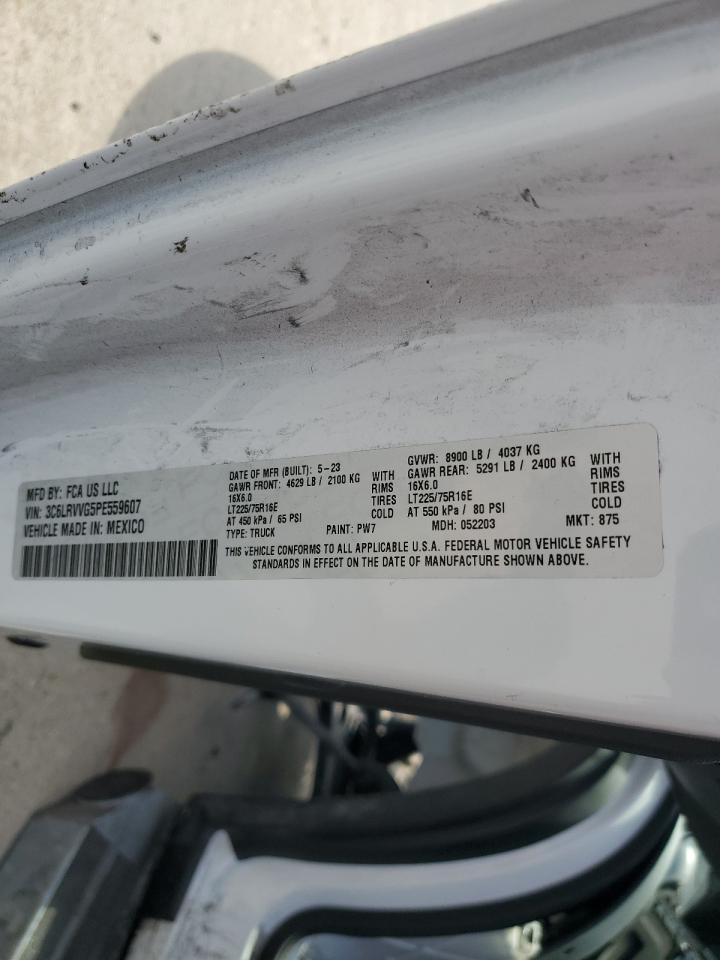 MFD BY: FCA US LLC
VIN: 3C6LRVVG5PE559607
VEHICLE MADE IN: MEXICO
DATE OF MFR (BUILT): 5-23
GAWR FRONT: 4629 LB / 2100 KG WITH
16X6.0 RIMS
LT225/75R16E TIRES
AT 450 kPa / 65 PSI COLD
TYPE: TRUCK PAINT: PW7
GVWR: 8900 LB / 4037 KG
GAWR REAR: 5291 LB / 2400 KG WITH
16X6.0 RIMS
LT225/75R16E TIRES
AT 550 kPa / 80 PSI COLD
MDH: 052203 MKT: 875
THIS VEHICLE CONFORMS TO ALL APPLICABLE U.S.A. FEDERAL MOTOR VEHICLE SAFETY
STANDARDS IN EFFECT ON THE DATE OF MANUFACTURE SHOWN ABOVE.